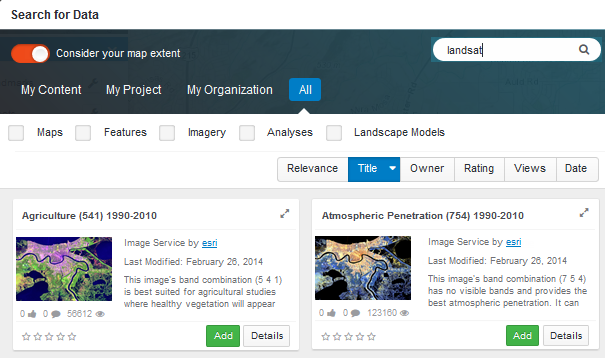 Search for Data
Consider your map extent
landsat
My Content My Project My Organization All
Maps Features Imagery Analyses Landscape Models
Relevance Title Owner Rating Views Date
Agriculture (541) 1990-2010
Image Service by esri
Last Modified: February 26, 2014
This image's band combination (5 4 1)
is best suited for agricultural studies
where healthy vegetation will appear
0 0 56612
Add Details
Atmospheric Penetration (754) 1990-2010
Image Service by esri
Last Modified: February 26, 2014
This image's band combination (7 5 4)
has no visible bands and provides the
best atmospheric penetration. It can
0 0 123160
Add Details